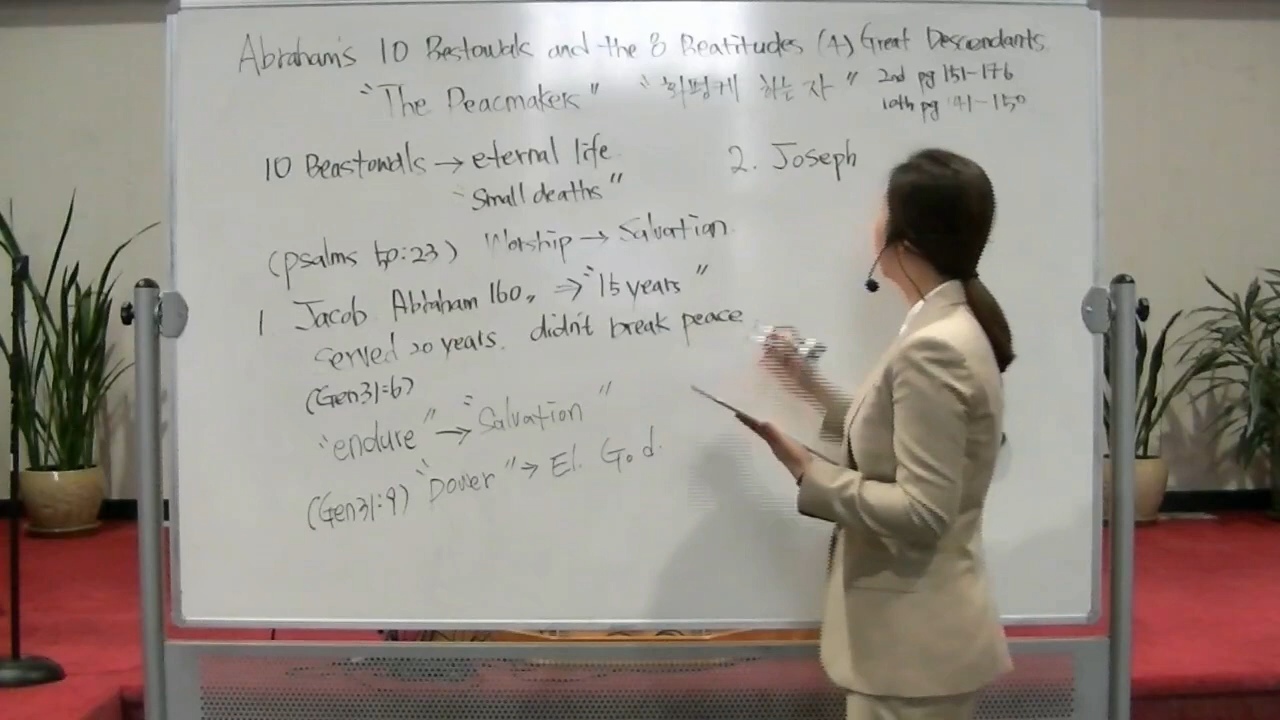 Abraham's 10 Bestowals and the 8 Beatitudes (4) Great Descendants
"The Peacmakers" "화평게 하는 자" 2nd pg 151-176
10th pg 141-150
10 Beastowalls → eternal life
"Small deaths"
(psalms 50:23) Worship → Salvation
1 Jacob Abraham 160, ⇒ "15 years"
Served 20 years. didn't break peace
(Gen31:6)
"endure" → "Salvation"
(Gen31:9) "Power" → El. God.
2. Joseph